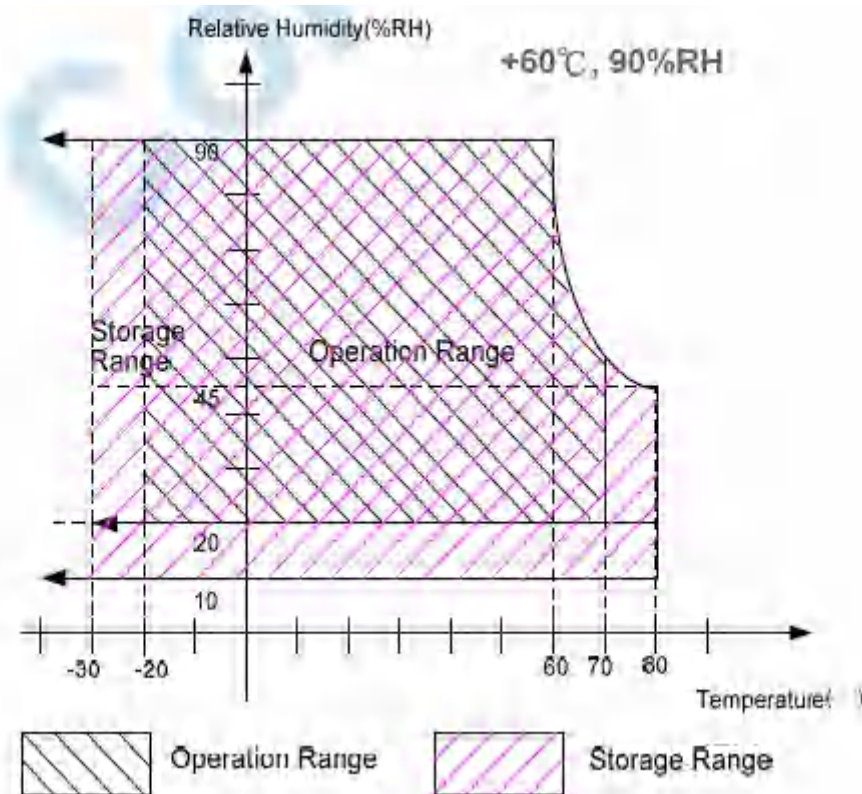 Relative Humidity(%RH)
+60℃, 90%RH
90
Storage
Range
Operation Range
45
20
10
-30 -20 60 70 80
Temperature(
Operation Range
Storage Range